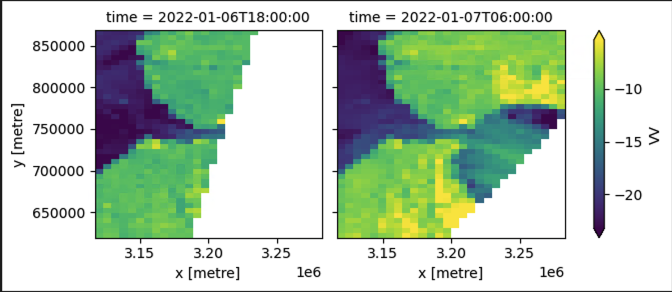 time = 2022-01-06T18:00:00
time = 2022-01-07T06:00:00
850000
800000
750000
700000
650000
y [metre]
3.15
3.20
3.25
1e6
x [metre]
3.15
3.20
3.25
1e6
x [metre]
−10
−15
−20
VV